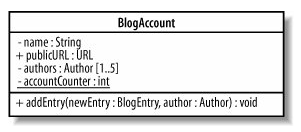 BlogAccount
- name : String
+ publicURL : URL
- authors : Author [1..5]
- accountCounter : int
+ addEntry(newEntry : BlogEntry, author : Author) : void